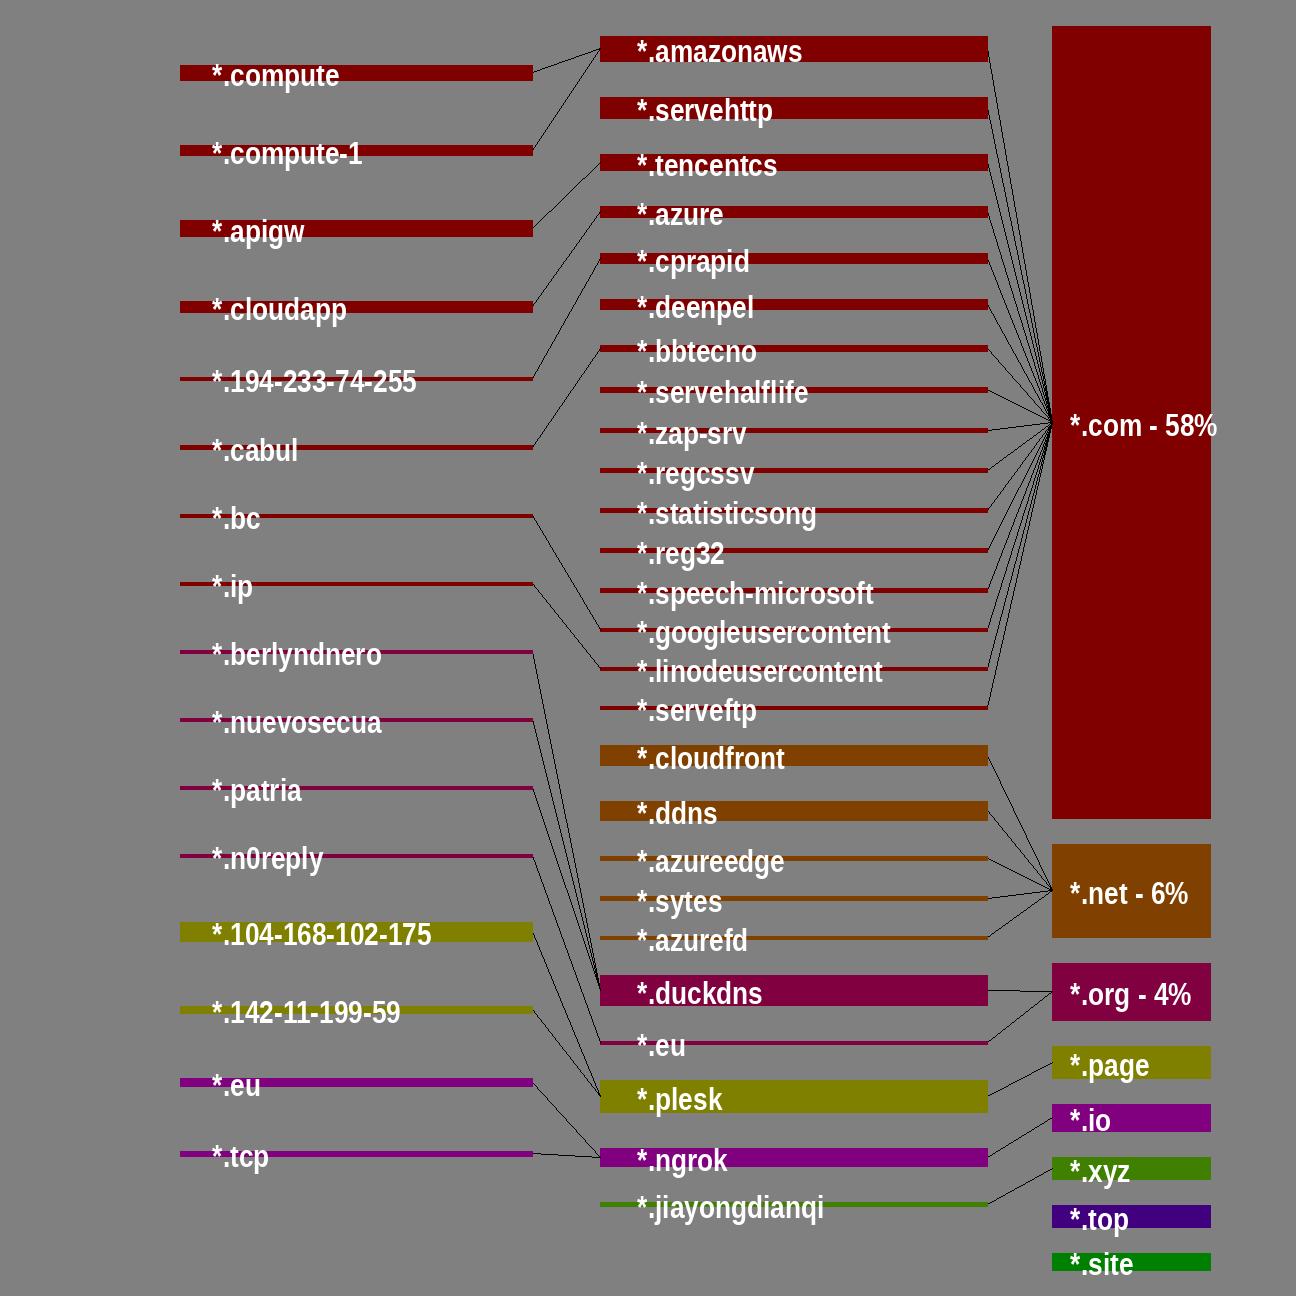 *.compute
*.compute-1
*.apigw
*.cloudapp
*.194-233-74-255
*.cabul
*.bc
*.ip
*.berlyndnero
*.nuevosecua
*.patria
*.n0reply
*.104-168-102-175
*.142-11-199-59
*.eu
*.tcp
*.amazonaws
*.servehttp
*.tencentcs
*.azure
*.cprapid
*.deenpel
*.bbtecno
*.servehalflife
*.zap-srv
*.regcssv
*.statisticsong
*.reg32
*.speech-microsoft
*.googleusercontent
*.linodeusercontent
*.serveftp
*.cloudfront
*.ddns
*.azureedge
*.sytes
*.azurefd
*.duckdns
*.eu
*.plesk
*.ngrok
*.jiayongdianqi
*.com - 58%
*.net - 6%
*.org - 4%
*.page
*.io
*.xyz
*.top
*.site